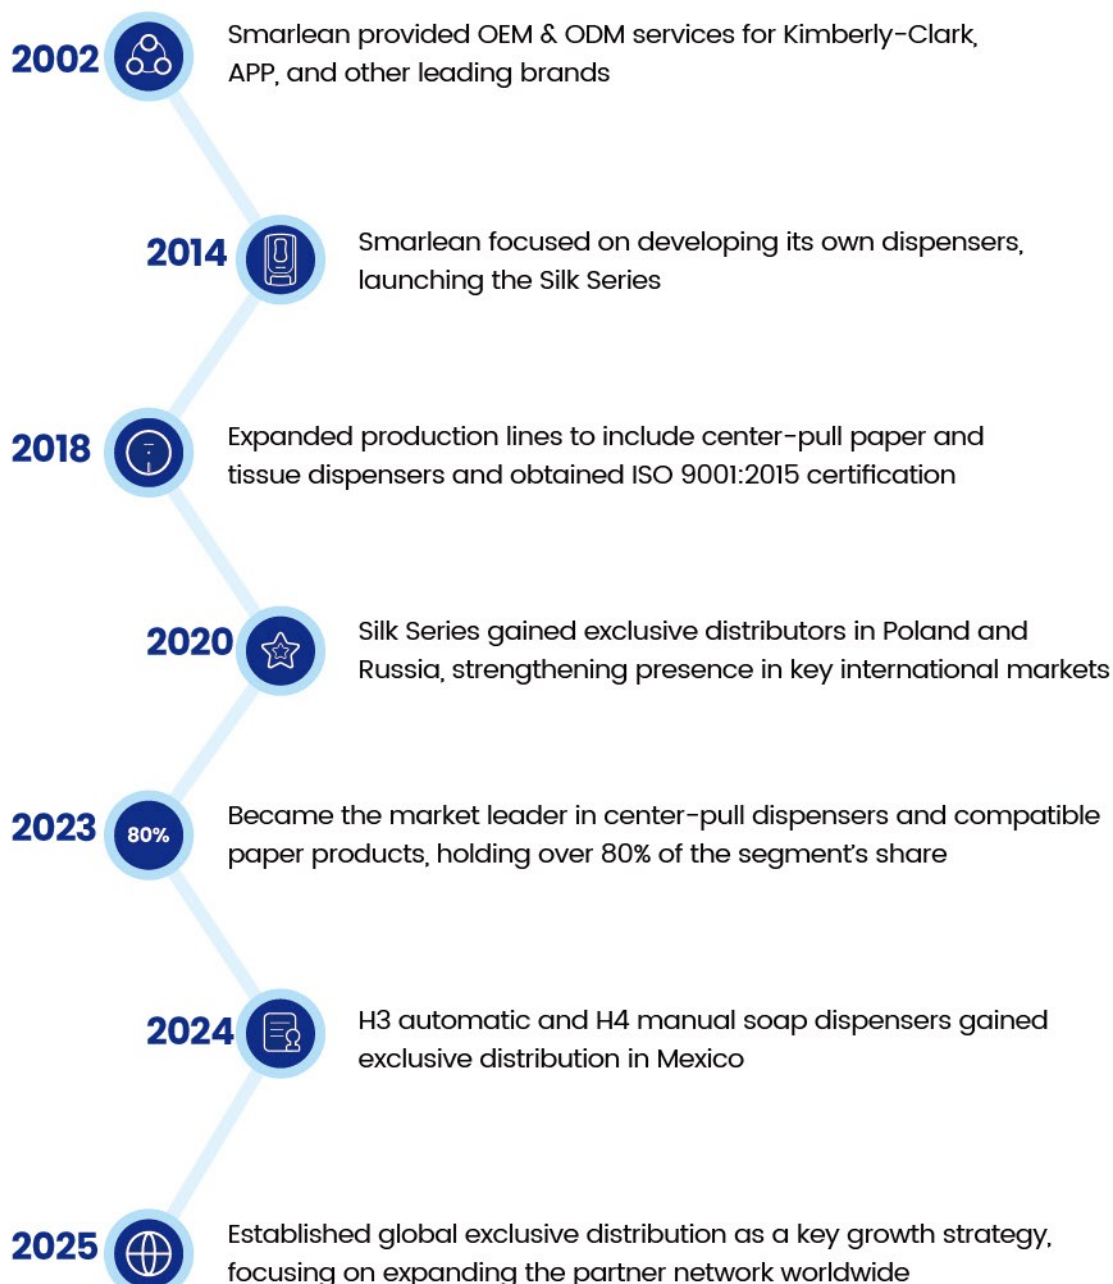 2002
Smarlean provided OEM & ODM services for Kimberly-Clark,
APP, and other leading brands
2014
Smarlean focused on developing its own dispensers,
launching the Silk Series
2018
Expanded production lines to include center-pull paper and
tissue dispensers and obtained ISO 9001:2015 certification
2020
Silk Series gained exclusive distributors in Poland and
Russia, strengthening presence in key international markets
2023
80%
Became the market leader in center-pull dispensers and compatible
paper products, holding over 80% of the segment's share
2024
H3 automatic and H4 manual soap dispensers gained
exclusive distribution in Mexico
2025
Established global exclusive distribution as a key growth strategy,
focusing on expanding the partner network worldwide